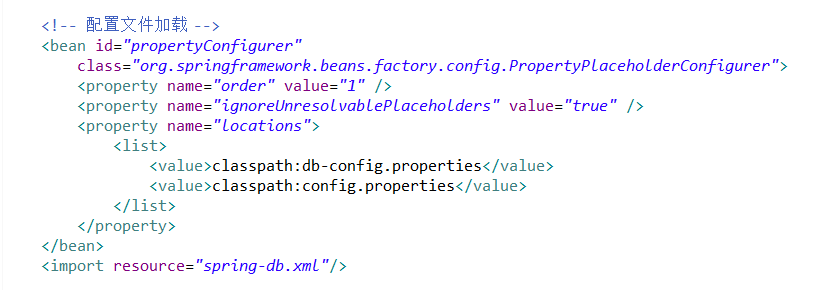 <!-- 配置文件加载 -->
<bean id="propertyConfigurer"
class="org.springframework.beans.factory.config.PropertyPlaceholderConfigurer">
<property name="order" value="1" />
<property name="ignoreUnresolvablePlaceholders" value="true" />
<property name="locations">
<list>
<value>classpath:db-config.properties</value>
<value>classpath:config.properties</value>
</list>
</property>
</bean>
<import resource="spring-db.xml"/>